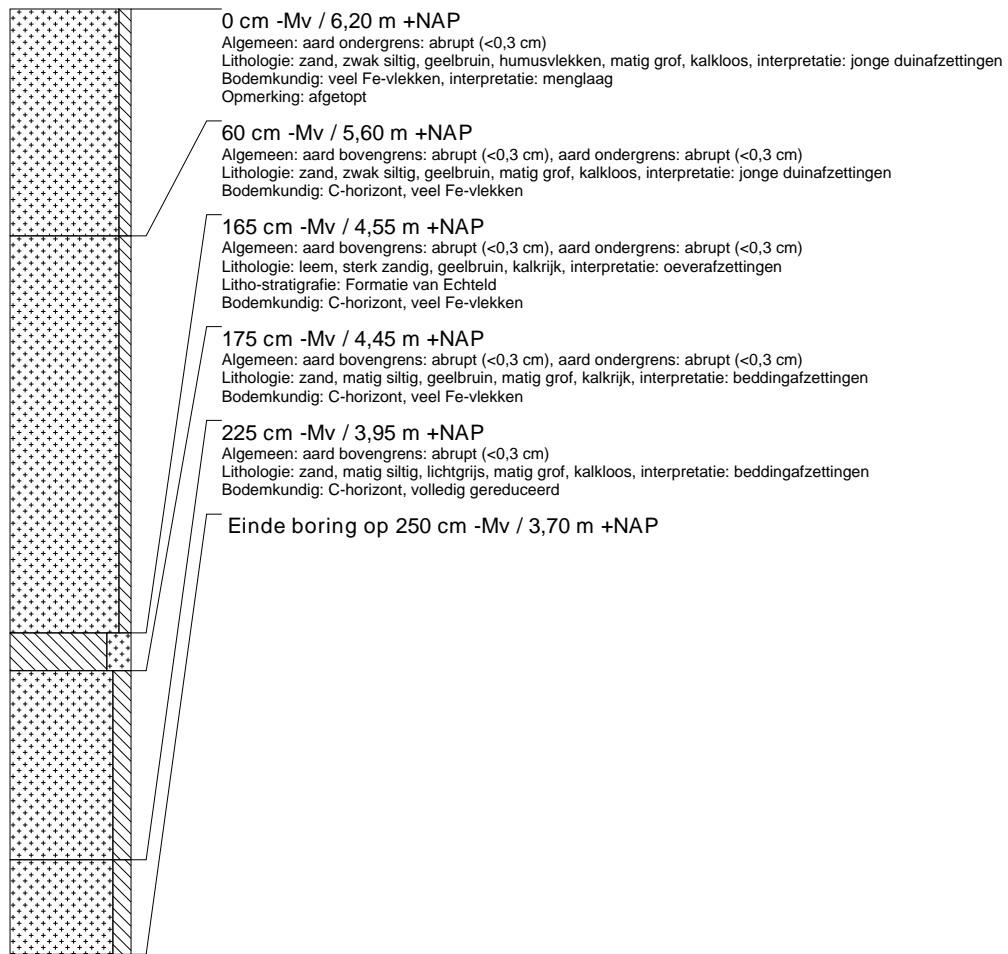 0 cm -Mv / 6,20 m +NAP
Algemeen: aard ondergrens: abrupt (<0,3 cm)
Lithologie: zand, zwak siltig, geelbruin, humusvlekken, matig grof, kalkloos, interpretatie: jonge duinafzettingen
Bodemkundig: veel Fe-vlekken, interpretatie: menglaag
Opmerking: afgetopt
60 cm -Mv / 5,60 m +NAP
Algemeen: aard bovengrens: abrupt (<0,3 cm), aard ondergrens: abrupt (<0,3 cm)
Lithologie: zand, zwak siltig, geelbruin, matig grof, kalkloos, interpretatie: jonge duinafzettingen
Bodemkundig: C-horizont, veel Fe-vlekken
165 cm -Mv / 4,55 m +NAP
Algemeen: aard bovengrens: abrupt (<0,3 cm), aard ondergrens: abrupt (<0,3 cm)
Lithologie: leem, sterk zandig, geelbruin, kalkrijk, interpretatie: oeverafzettingen
Litho-stratigrafie: Formatie van Echteld
Bodemkundig: C-horizont, veel Fe-vlekken
175 cm -Mv / 4,45 m +NAP
Algemeen: aard bovengrens: abrupt (<0,3 cm), aard ondergrens: abrupt (<0,3 cm)
Lithologie: zand, matig siltig, geelbruin, matig grof, kalkrijk, interpretatie: beddingafzettingen
Bodemkundig: C-horizont, veel Fe-vlekken
225 cm -Mv / 3,95 m +NAP
Algemeen: aard bovengrens: abrupt (<0,3 cm)
Lithologie: zand, matig siltig, lichtgrijs, matig grof, kalkloos, interpretatie: beddingafzettingen
Bodemkundig: C-horizont, volledig gereduceerd
Einde boring op 250 cm -Mv / 3,70 m +NAP